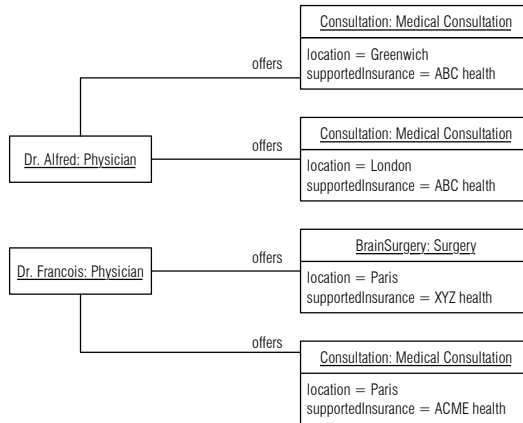 Consultation: Medical Consultation
location = Greenwich
supportedInsurance = ABC health
offers
Dr. Alfred: Physician
offers
Consultation: Medical Consultation
location = London
supportedInsurance = ABC health
Dr. Francois: Physician
offers
BrainSurgery: Surgery
location = Paris
supportedInsurance = XYZ health
offers
Consultation: Medical Consultation
location = Paris
supportedInsurance = ACME health